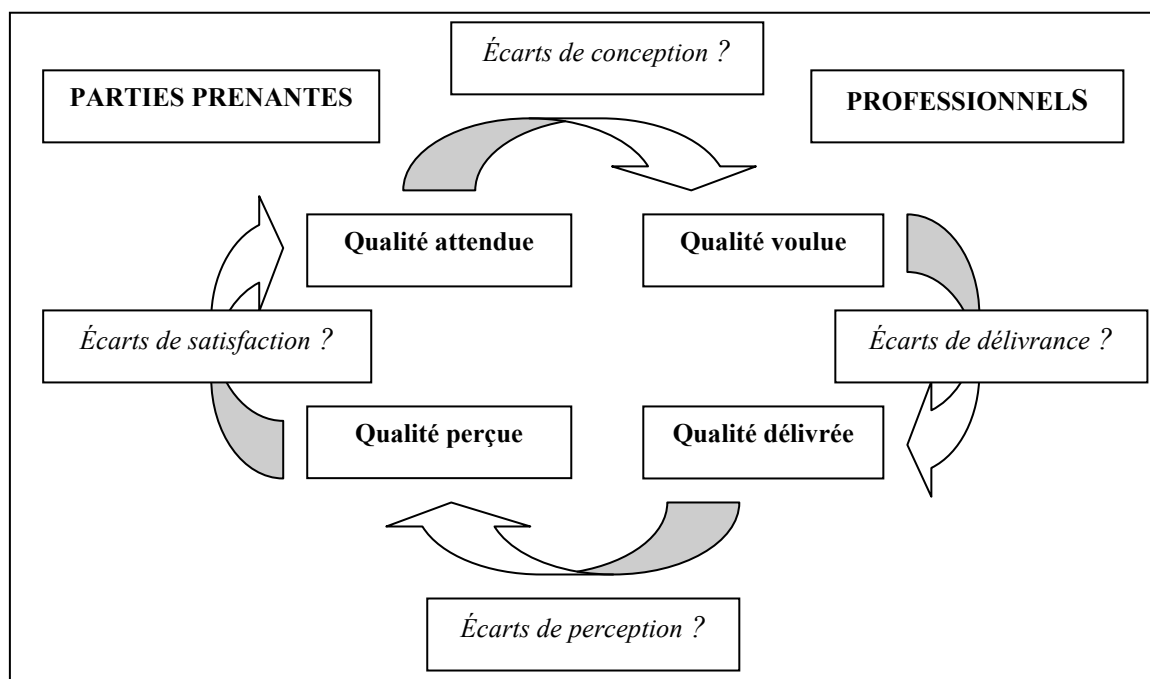 Écarts de conception ?
PARTIES PRENANTES
PROFESSIONNELS
Qualité attendue
Qualité voulue
Écarts de satisfaction ?
Écarts de délivrance ?
Qualité perçue
Qualité délivrée
Écarts de perception ?